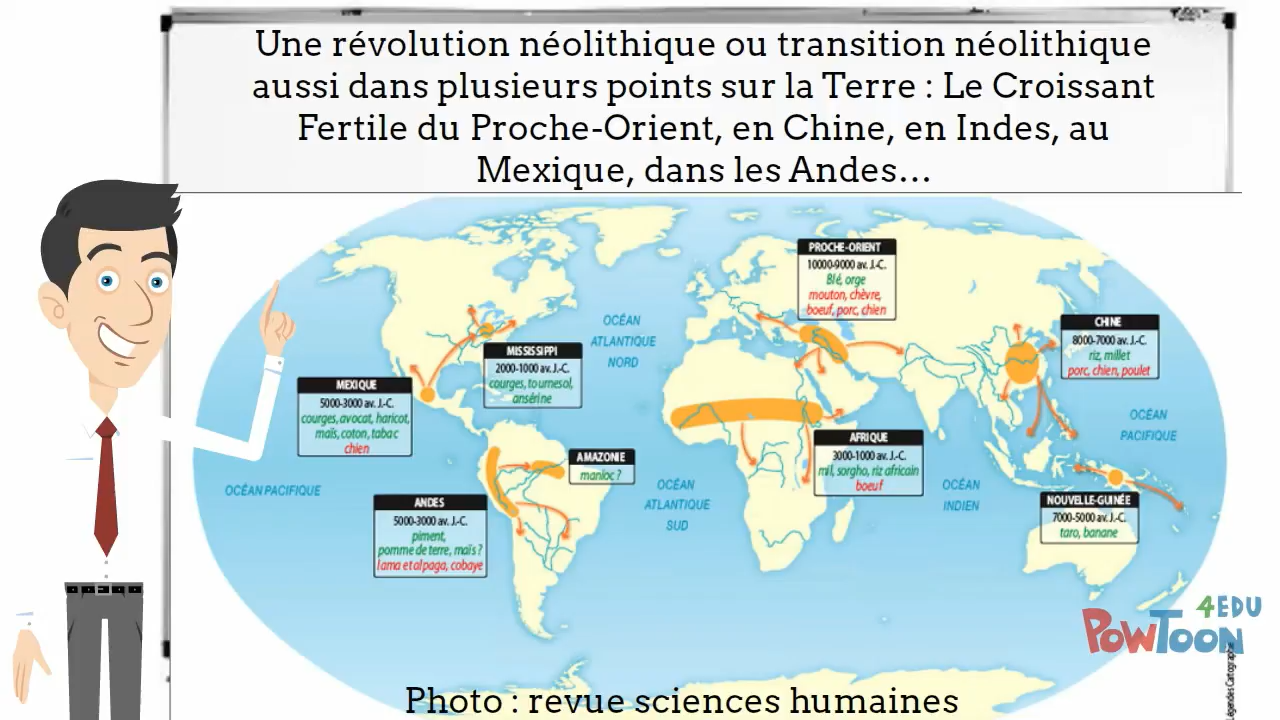 Une révolution néolithique ou transition néolithique
aussi dans plusieurs points sur la Terre : Le Croissant
Fertile du Proche-Orient, en Chine, en Indes, au
Mexique, dans les Andes...
PROCHE-ORIENT
10000-9000 av. J.-C.
Blé, orge
mouton, chèvre,
boeuf, porc, chien
OCÉAN
ATLANTIQUE
NORD
CHINE
8000-7000 av. J.-C.
riz, millet
porc, chien, poulet
MISSISSIPI
2000-1000 av. J.-C.
courges, tournesol,
ansérine
MEXIQUE
5000-3000 av. J.-C.
courges, avocat, haricot,
maïs, coton, tabac
chien
OCÉAN
PACIFIQUE
AFRIQUE
3000-1000 av. J.-C.
mil, sorgho, riz africain
boeuf
AMAZONE
manioc ?
OCÉAN PACIFIQUE
OCÉAN
ATLANTIQUE
SUD
OCÉAN
INDIEN
ANDES
5000-3000 av. J.-C.
piment,
pomme de terre, maïs ?
lama et alpaga, cobaye
NOUVELLE-GUINÉE
7000-5000 av. J.-C.
taro, banane
4EDU
POWTOON
Légendes Cartographie
Photo : revue sciences humaines